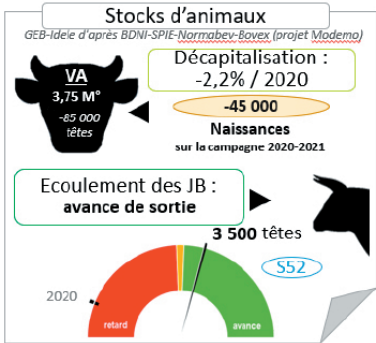 Stocks d'animaux
GEB-Idele d'après BDNI-SPIE-Normabev-Bovex (projet Modemo)
VA
3,75 M°
-85 000
têtes
Décapitalisation :
-2,2% / 2020
-45 000
Naissances
sur la campagne 2020-2021
Ecoulement des JB :
avance de sortie
3 500 têtes
S52
2020
retard
avance